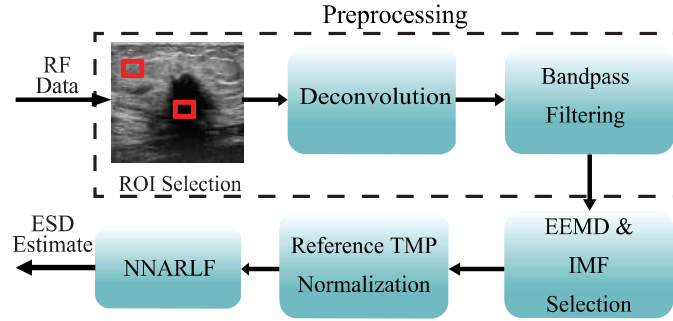 Preprocessing
RF
Data
ROI Selection
Deconvolution
Bandpass
Filtering
EEMD &
IMF
Selection
Reference TMP
Normalization
NNARLF
ESD
Estimate